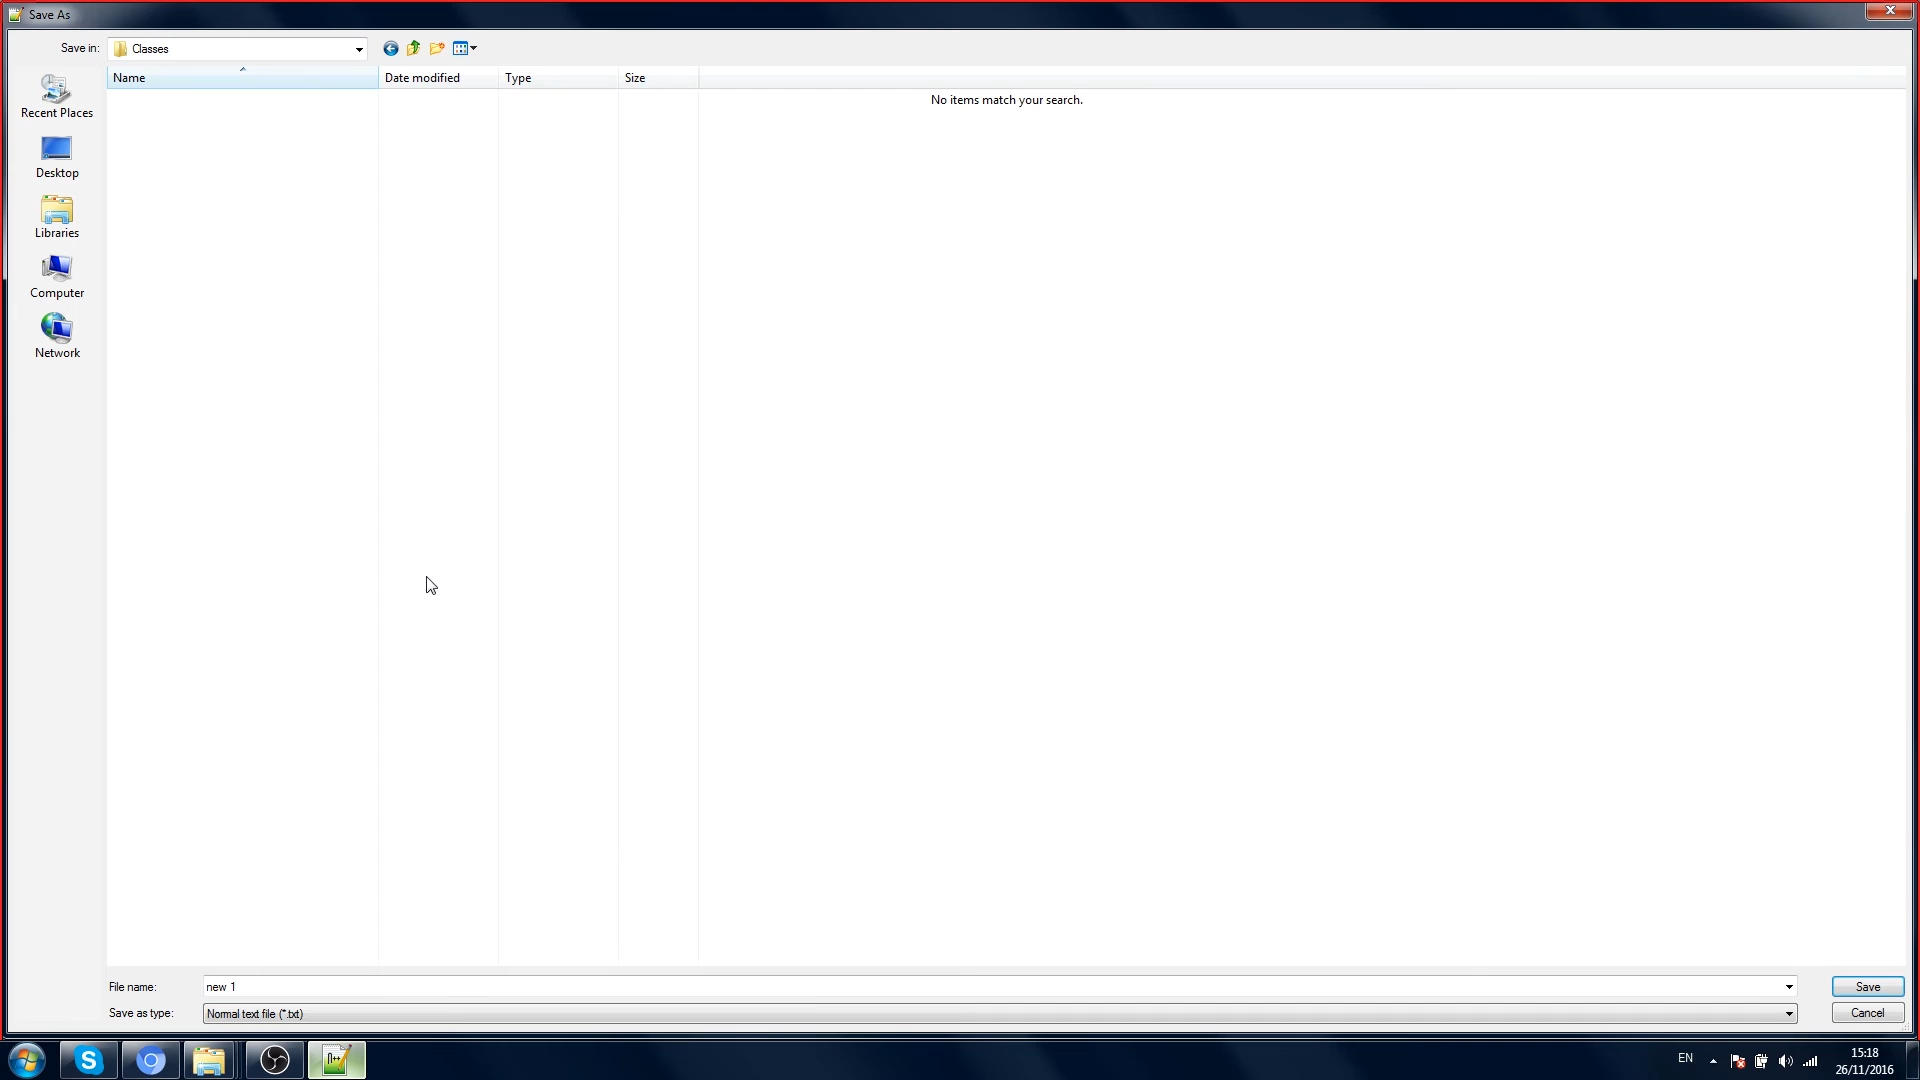 Save As
Save in: Classes
Name Date modified Type Size
No items match your search.
Recent Places
Desktop
Libraries
Computer
Network
File name: new 1 Save
Save as type: Normal text file (*.txt) Cancel
EN 15:18
26/11/2016